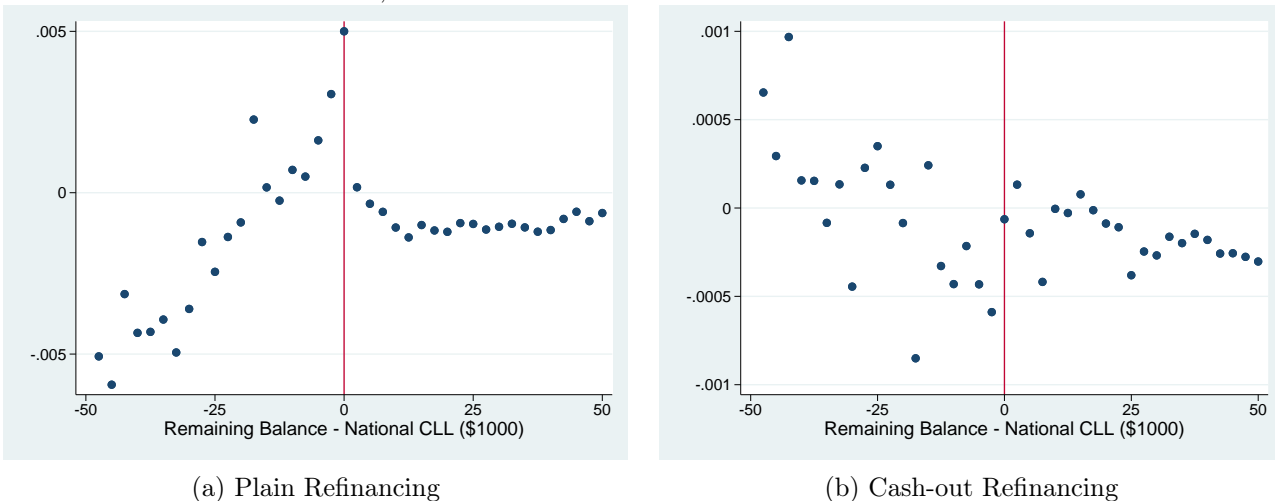 .005
0
-.005
-50 -25 0 25 50
Remaining Balance - National CLL ($1000)
(a) Plain Refinancing
.001
.0005
0
-.0005
-.001
-50 -25 0 25 50
Remaining Balance - National CLL ($1000)
(b) Cash-out Refinancing